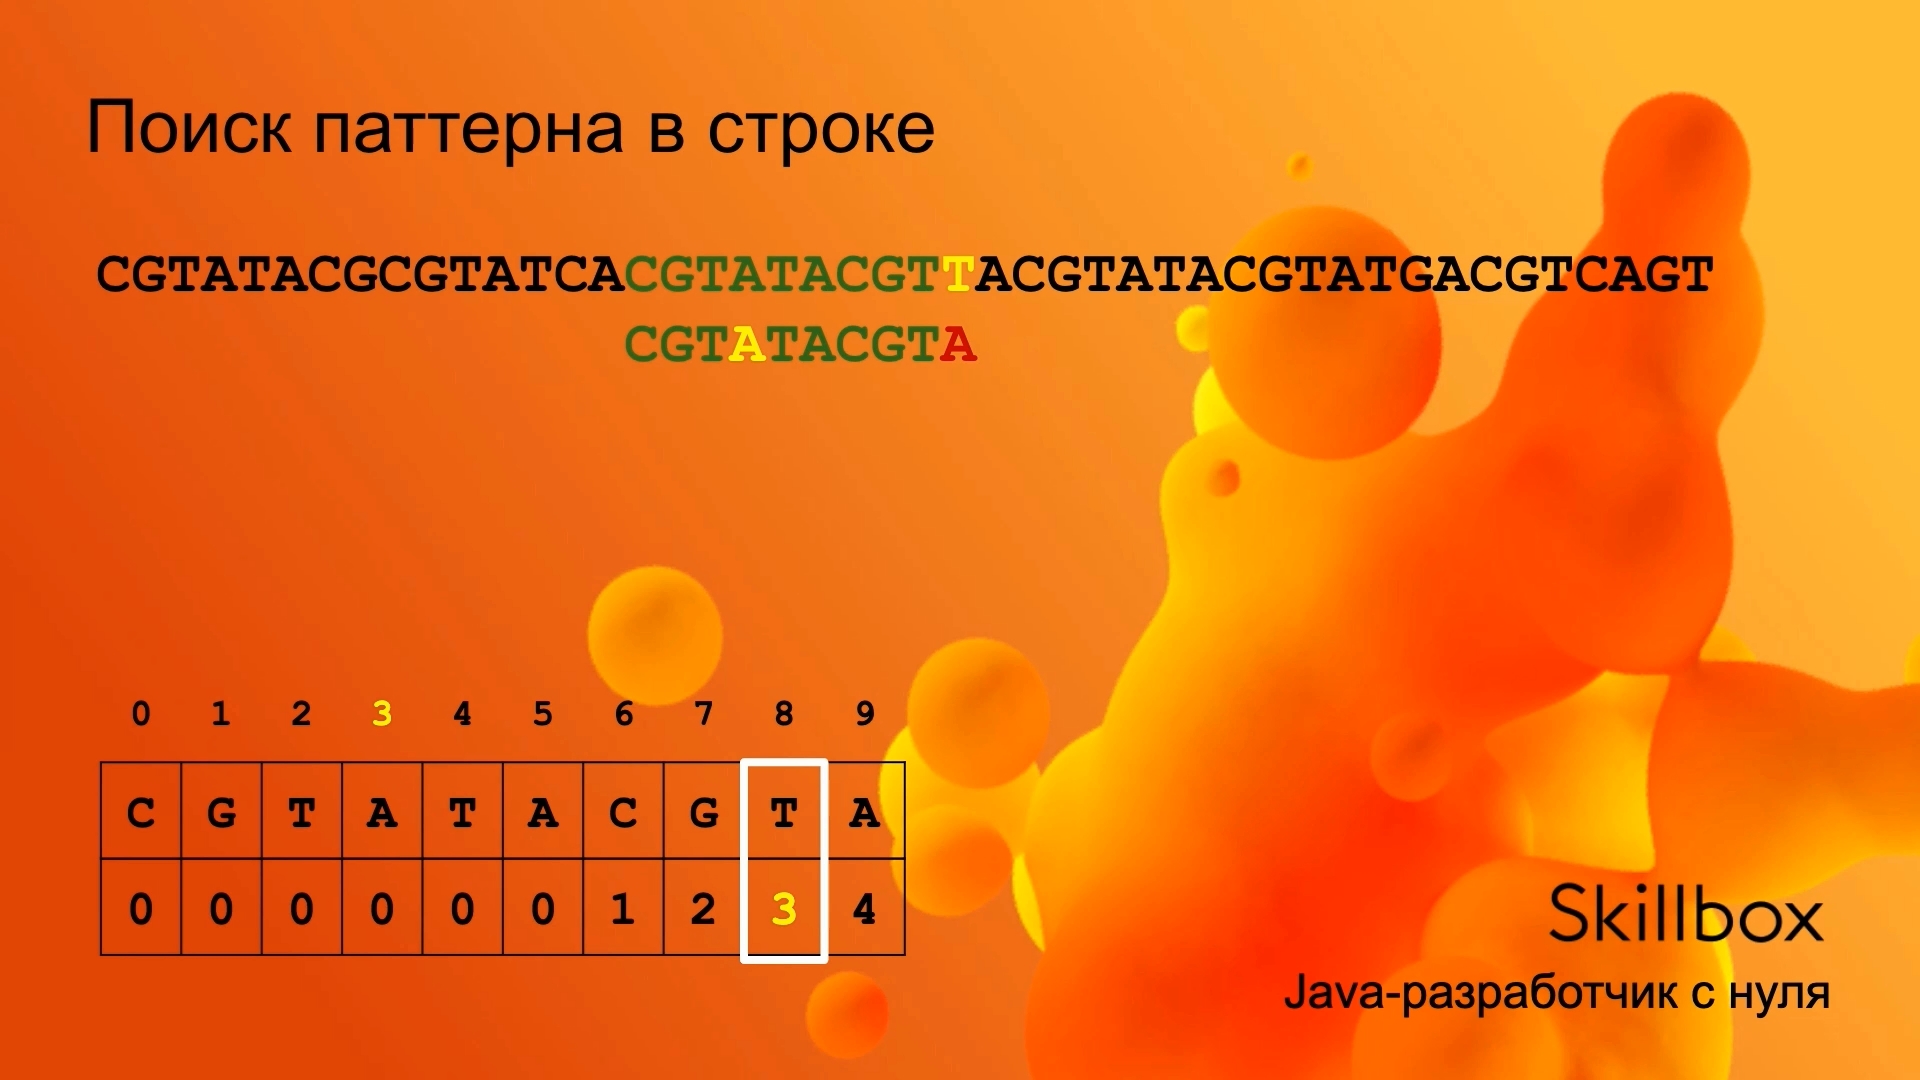 Поиск паттерна в строке
CGTATACGCGTATCACGTATACGTTACGTATACGTATGACGTCAGT
CGTATACGTA
0 1 2 3 4 5 6 7 8 9
C G T A T A C G T A
0 0 0 0 0 0 1 2 3 4
Skillbox
Java-разработчик с нуля